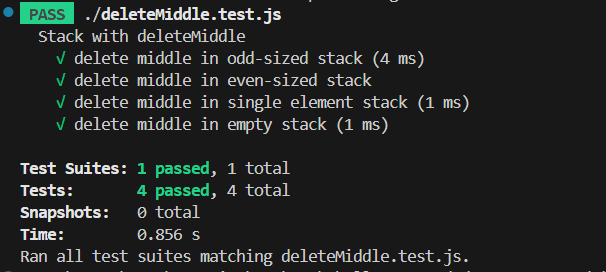 PASS ./deleteMiddle.test.js
Stack with deleteMiddle
√ delete middle in odd-sized stack (4 ms)
√ delete middle in even-sized stack
√ delete middle in single element stack (1 ms)
√ delete middle in empty stack (1 ms)
Test Suites: 1 passed, 1 total
Tests: 4 passed, 4 total
Snapshots: 0 total
Time: 0.856 s
Ran all test suites matching deleteMiddle.test.js.